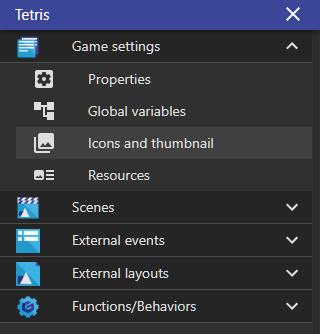 Tetris
Game settings
Properties
Global variables
Icons and thumbnail
Resources
Scenes
External events
External layouts
Functions/Behaviors